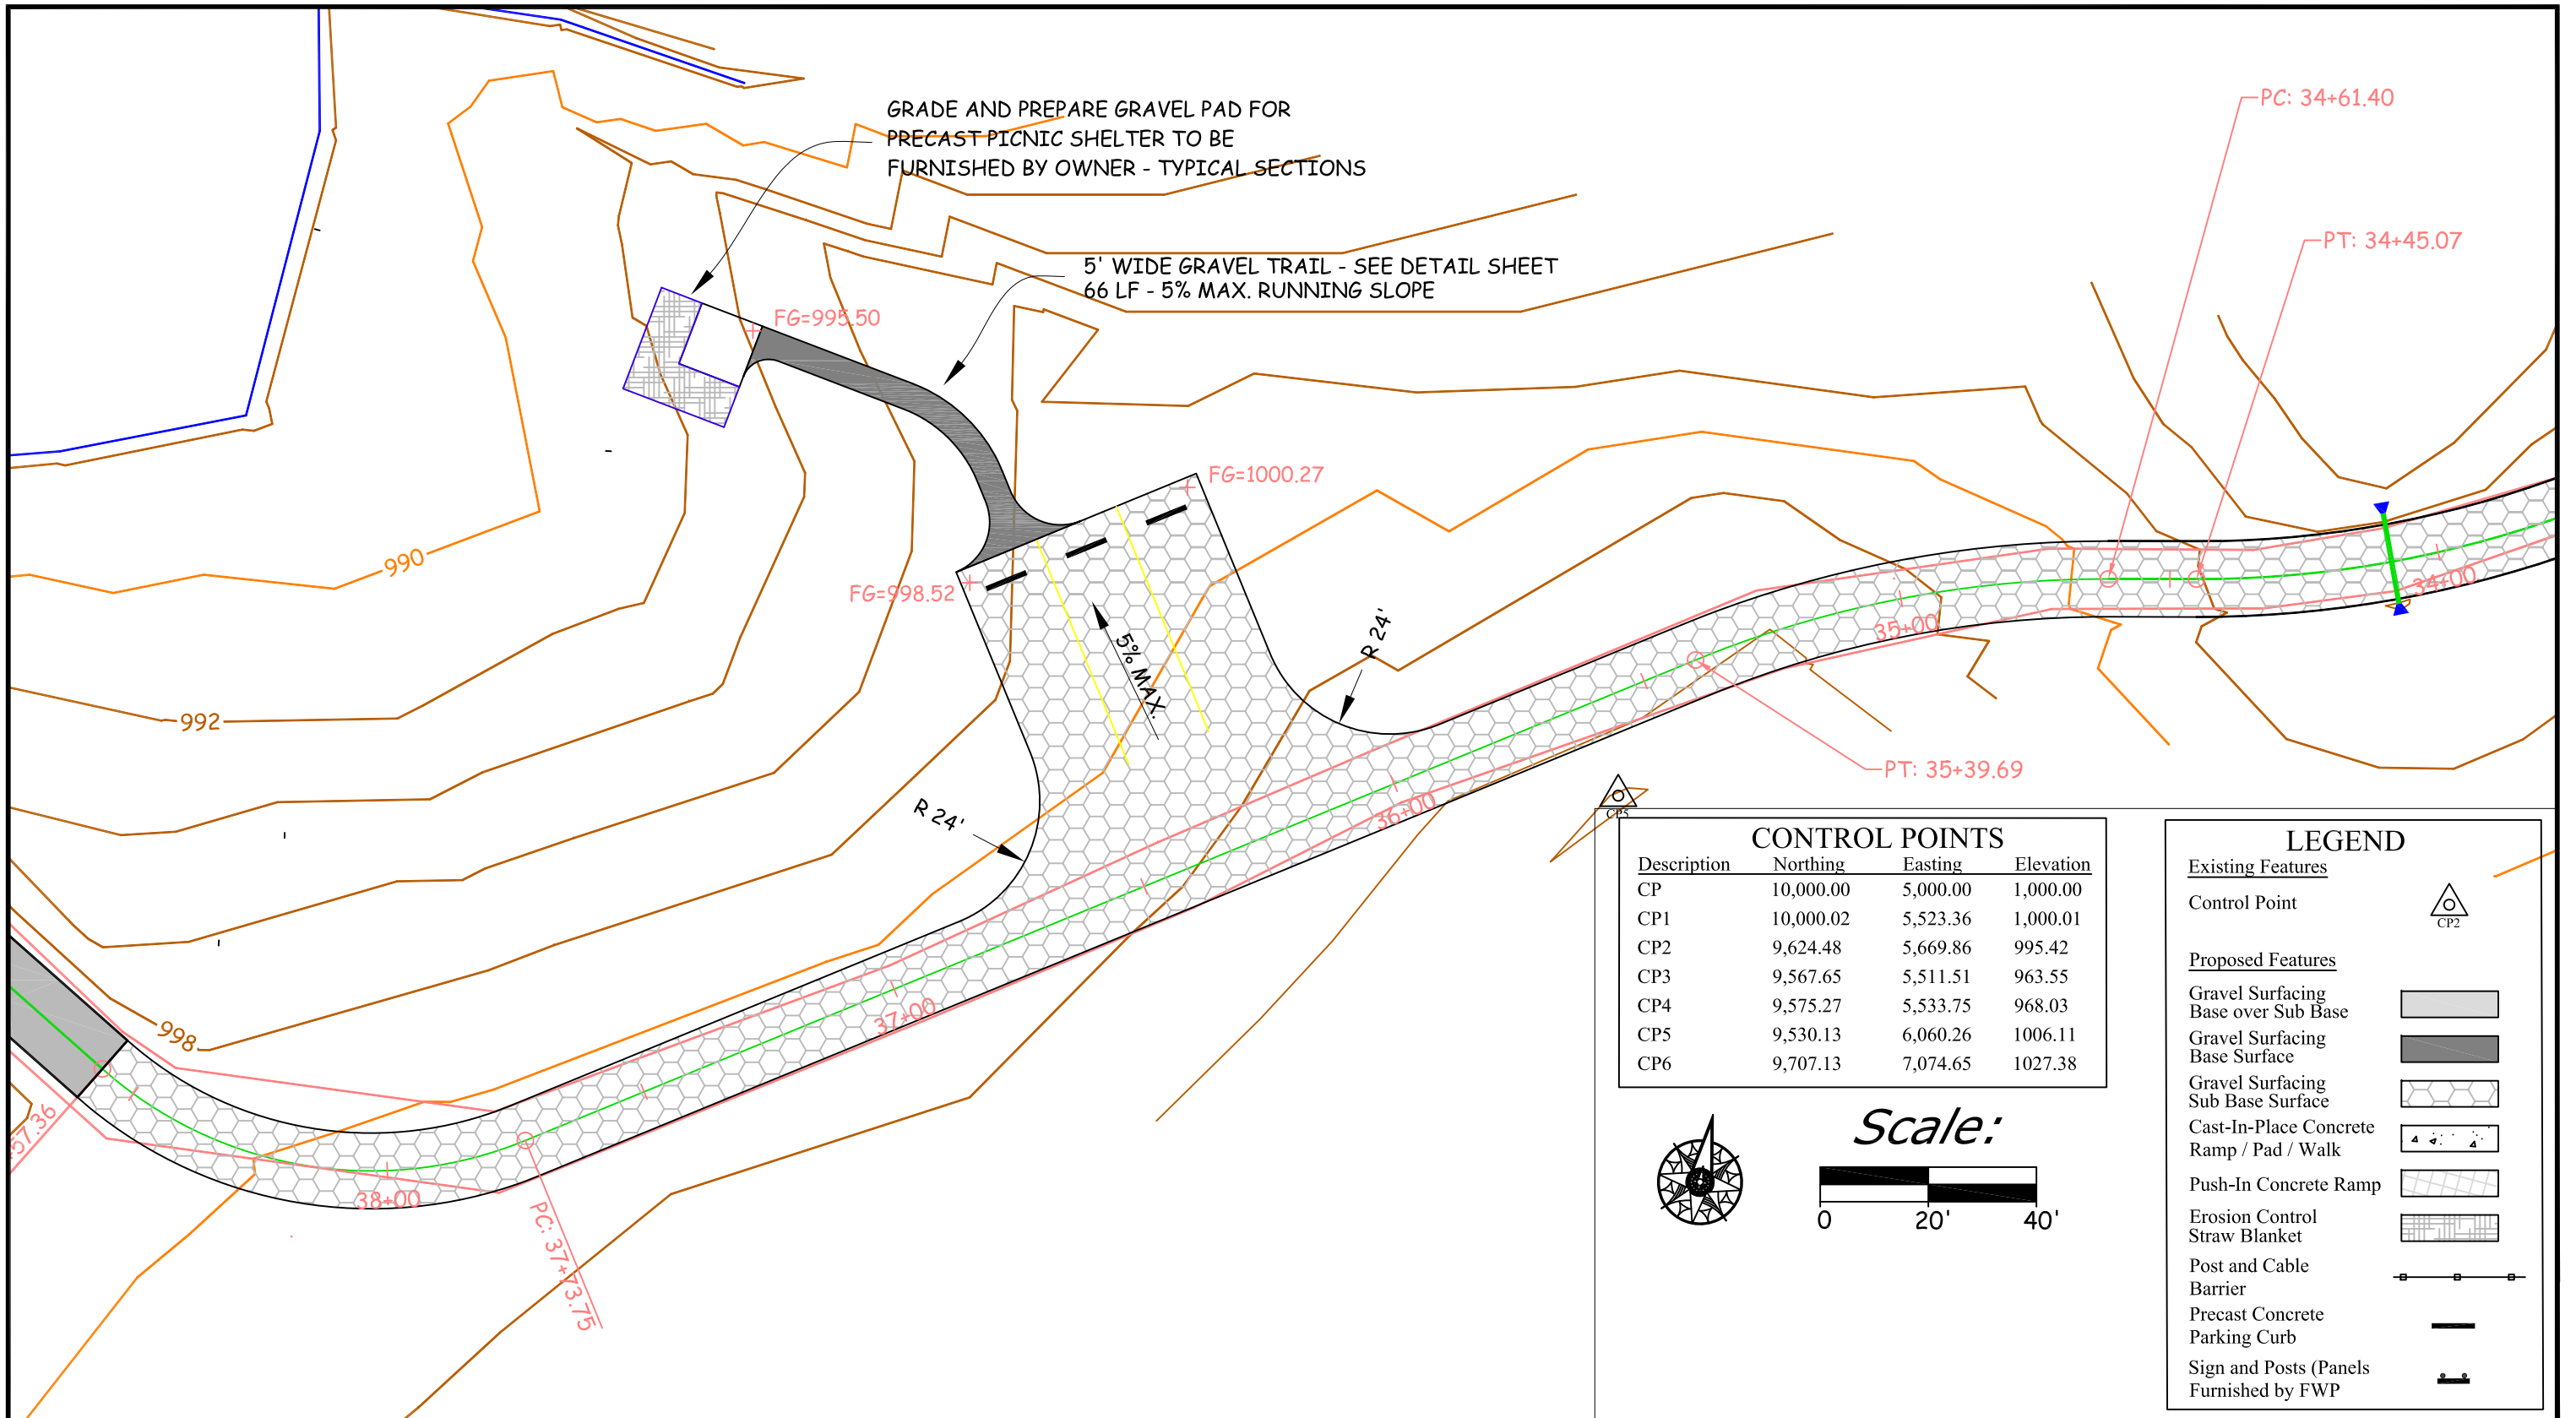 GRADE AND PREPARE GRAVEL PAD FOR
PRECAST PICNIC SHELTER TO BE
FURNISHED BY OWNER - TYPICAL SECTIONS
PC: 34+61.40
PT: 34+45.07
5' WIDE GRAVEL TRAIL - SEE DETAIL SHEET
66 LF - 5% MAX. RUNNING SLOPE
FG=995.50
FG=1000.27
990
FG=998.52
34+00
35+00
R 24'
5% MAX.
992
PT: 35+39.69
R 24'
36+00
CP5
998
37+00
57.36
38+00
PC: 37+73.75
CONTROL POINTS
Description Northing Easting Elevation
CP 10,000.00 5,000.00 1,000.00
CP1 10,000.02 5,523.36 1,000.01
CP2 9,624.48 5,669.86 995.42
CP3 9,567.65 5,511.51 963.55
CP4 9,575.27 5,533.75 968.03
CP5 9,530.13 6,060.26 1006.11
CP6 9,707.13 7,074.65 1027.38
Scale:
0 20' 40'
LEGEND
Existing Features
Control Point
CP2
Proposed Features
Gravel Surfacing
Base over Sub Base
Gravel Surfacing
Base Surface
Gravel Surfacing
Sub Base Surface
Cast-In-Place Concrete
Ramp / Pad / Walk
Push-In Concrete Ramp
Erosion Control
Straw Blanket
Post and Cable
Barrier
Precast Concrete
Parking Curb
Sign and Posts (Panels
Furnished by FWP